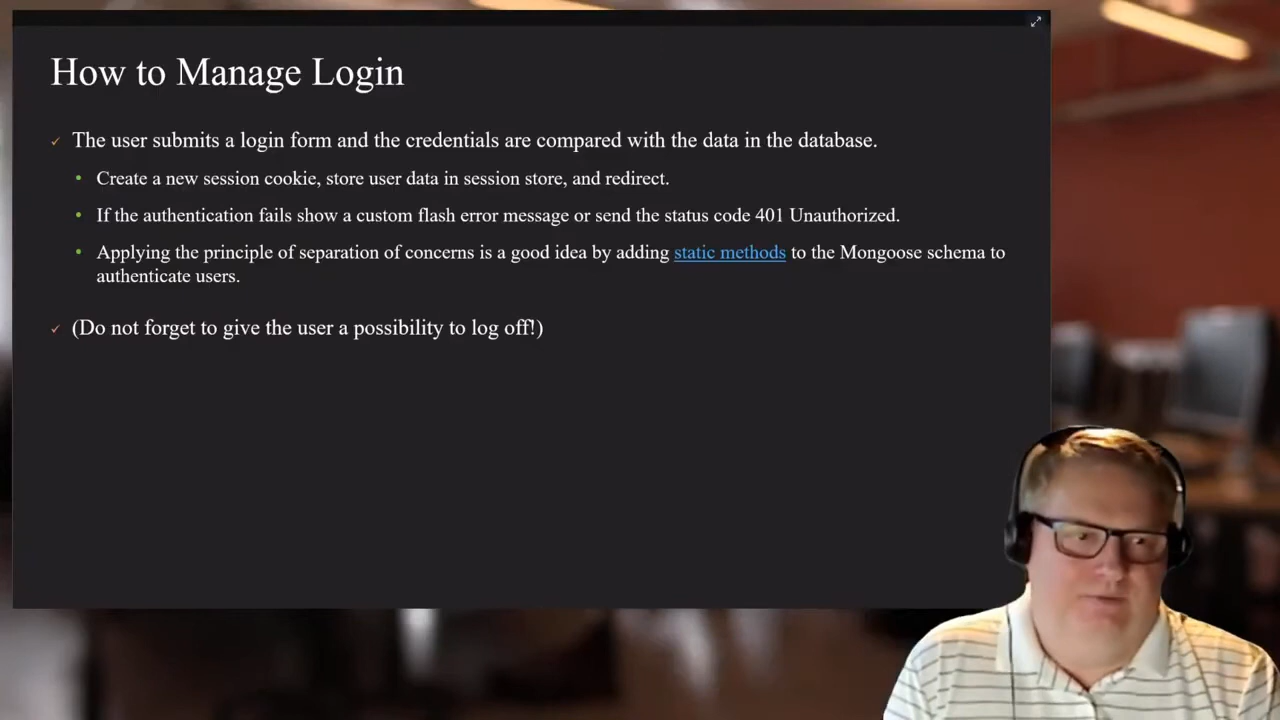 How to Manage Login
The user submits a login form and the credentials are compared with the data in the database.
Create a new session cookie, store user data in session store, and redirect.
If the authentication fails show a custom flash error message or send the status code 401 Unauthorized.
Applying the principle of separation of concerns is a good idea by adding static methods to the Mongoose schema to
authenticate users.
(Do not forget to give the user a possibility to log off!)